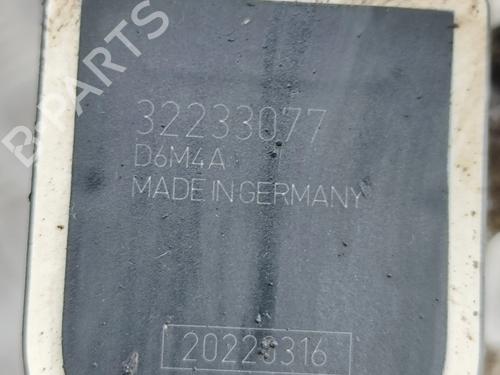 B-PARTS
32233077
D6M4A
MADE IN GERMANY
20220316